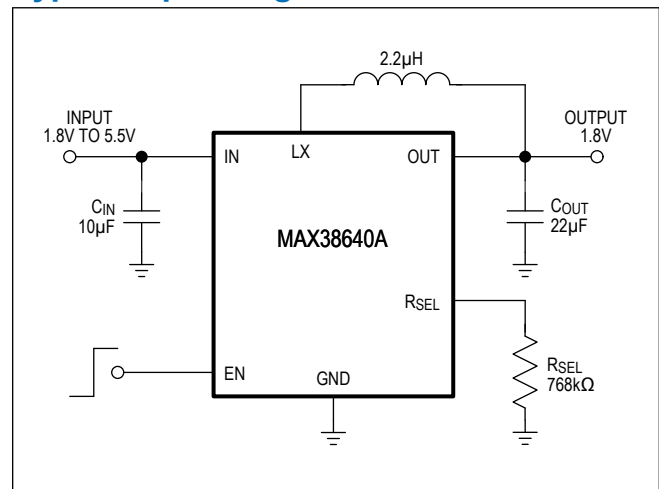 2.2µH
INPUT
1.8V TO 5.5V
OUTPUT
1.8V
IN
LX
OUT
CIN
10µF
COUT
22µF
MAX38640A
RSEL
RSEL
768kΩ
EN
GND